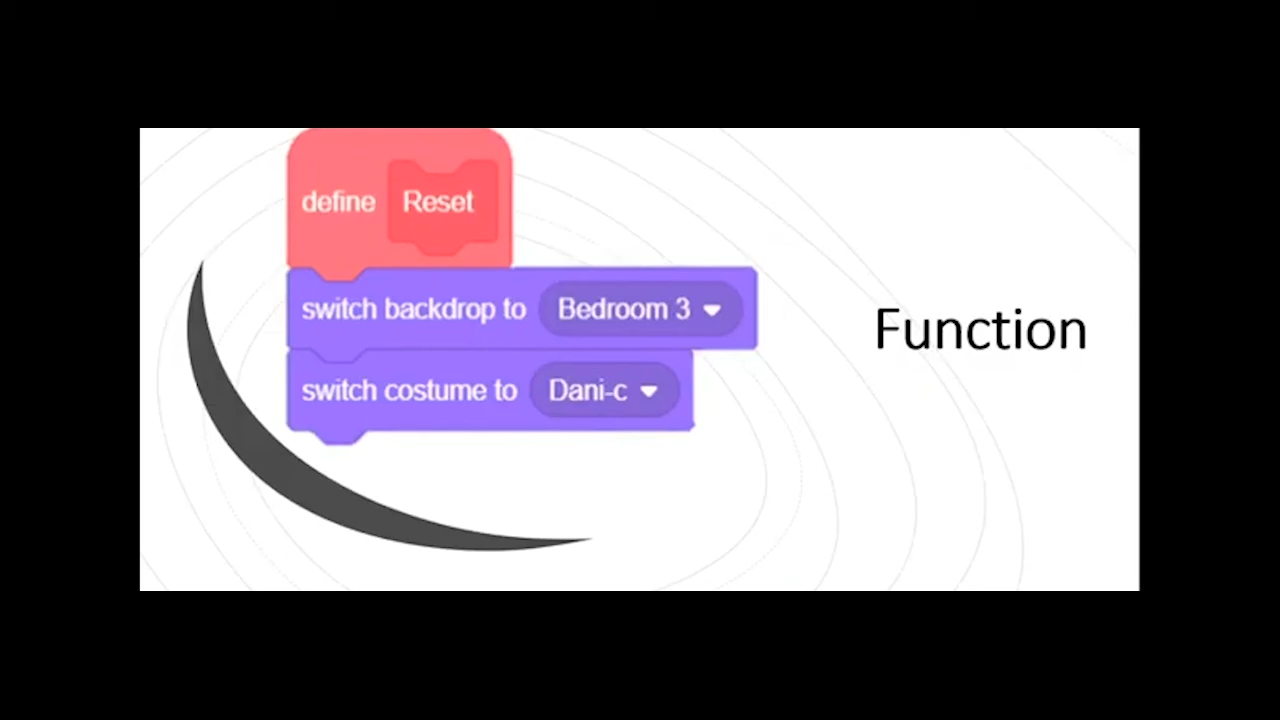 define Reset
switch backdrop to Bedroom 3
switch costume to Dani-c
Function